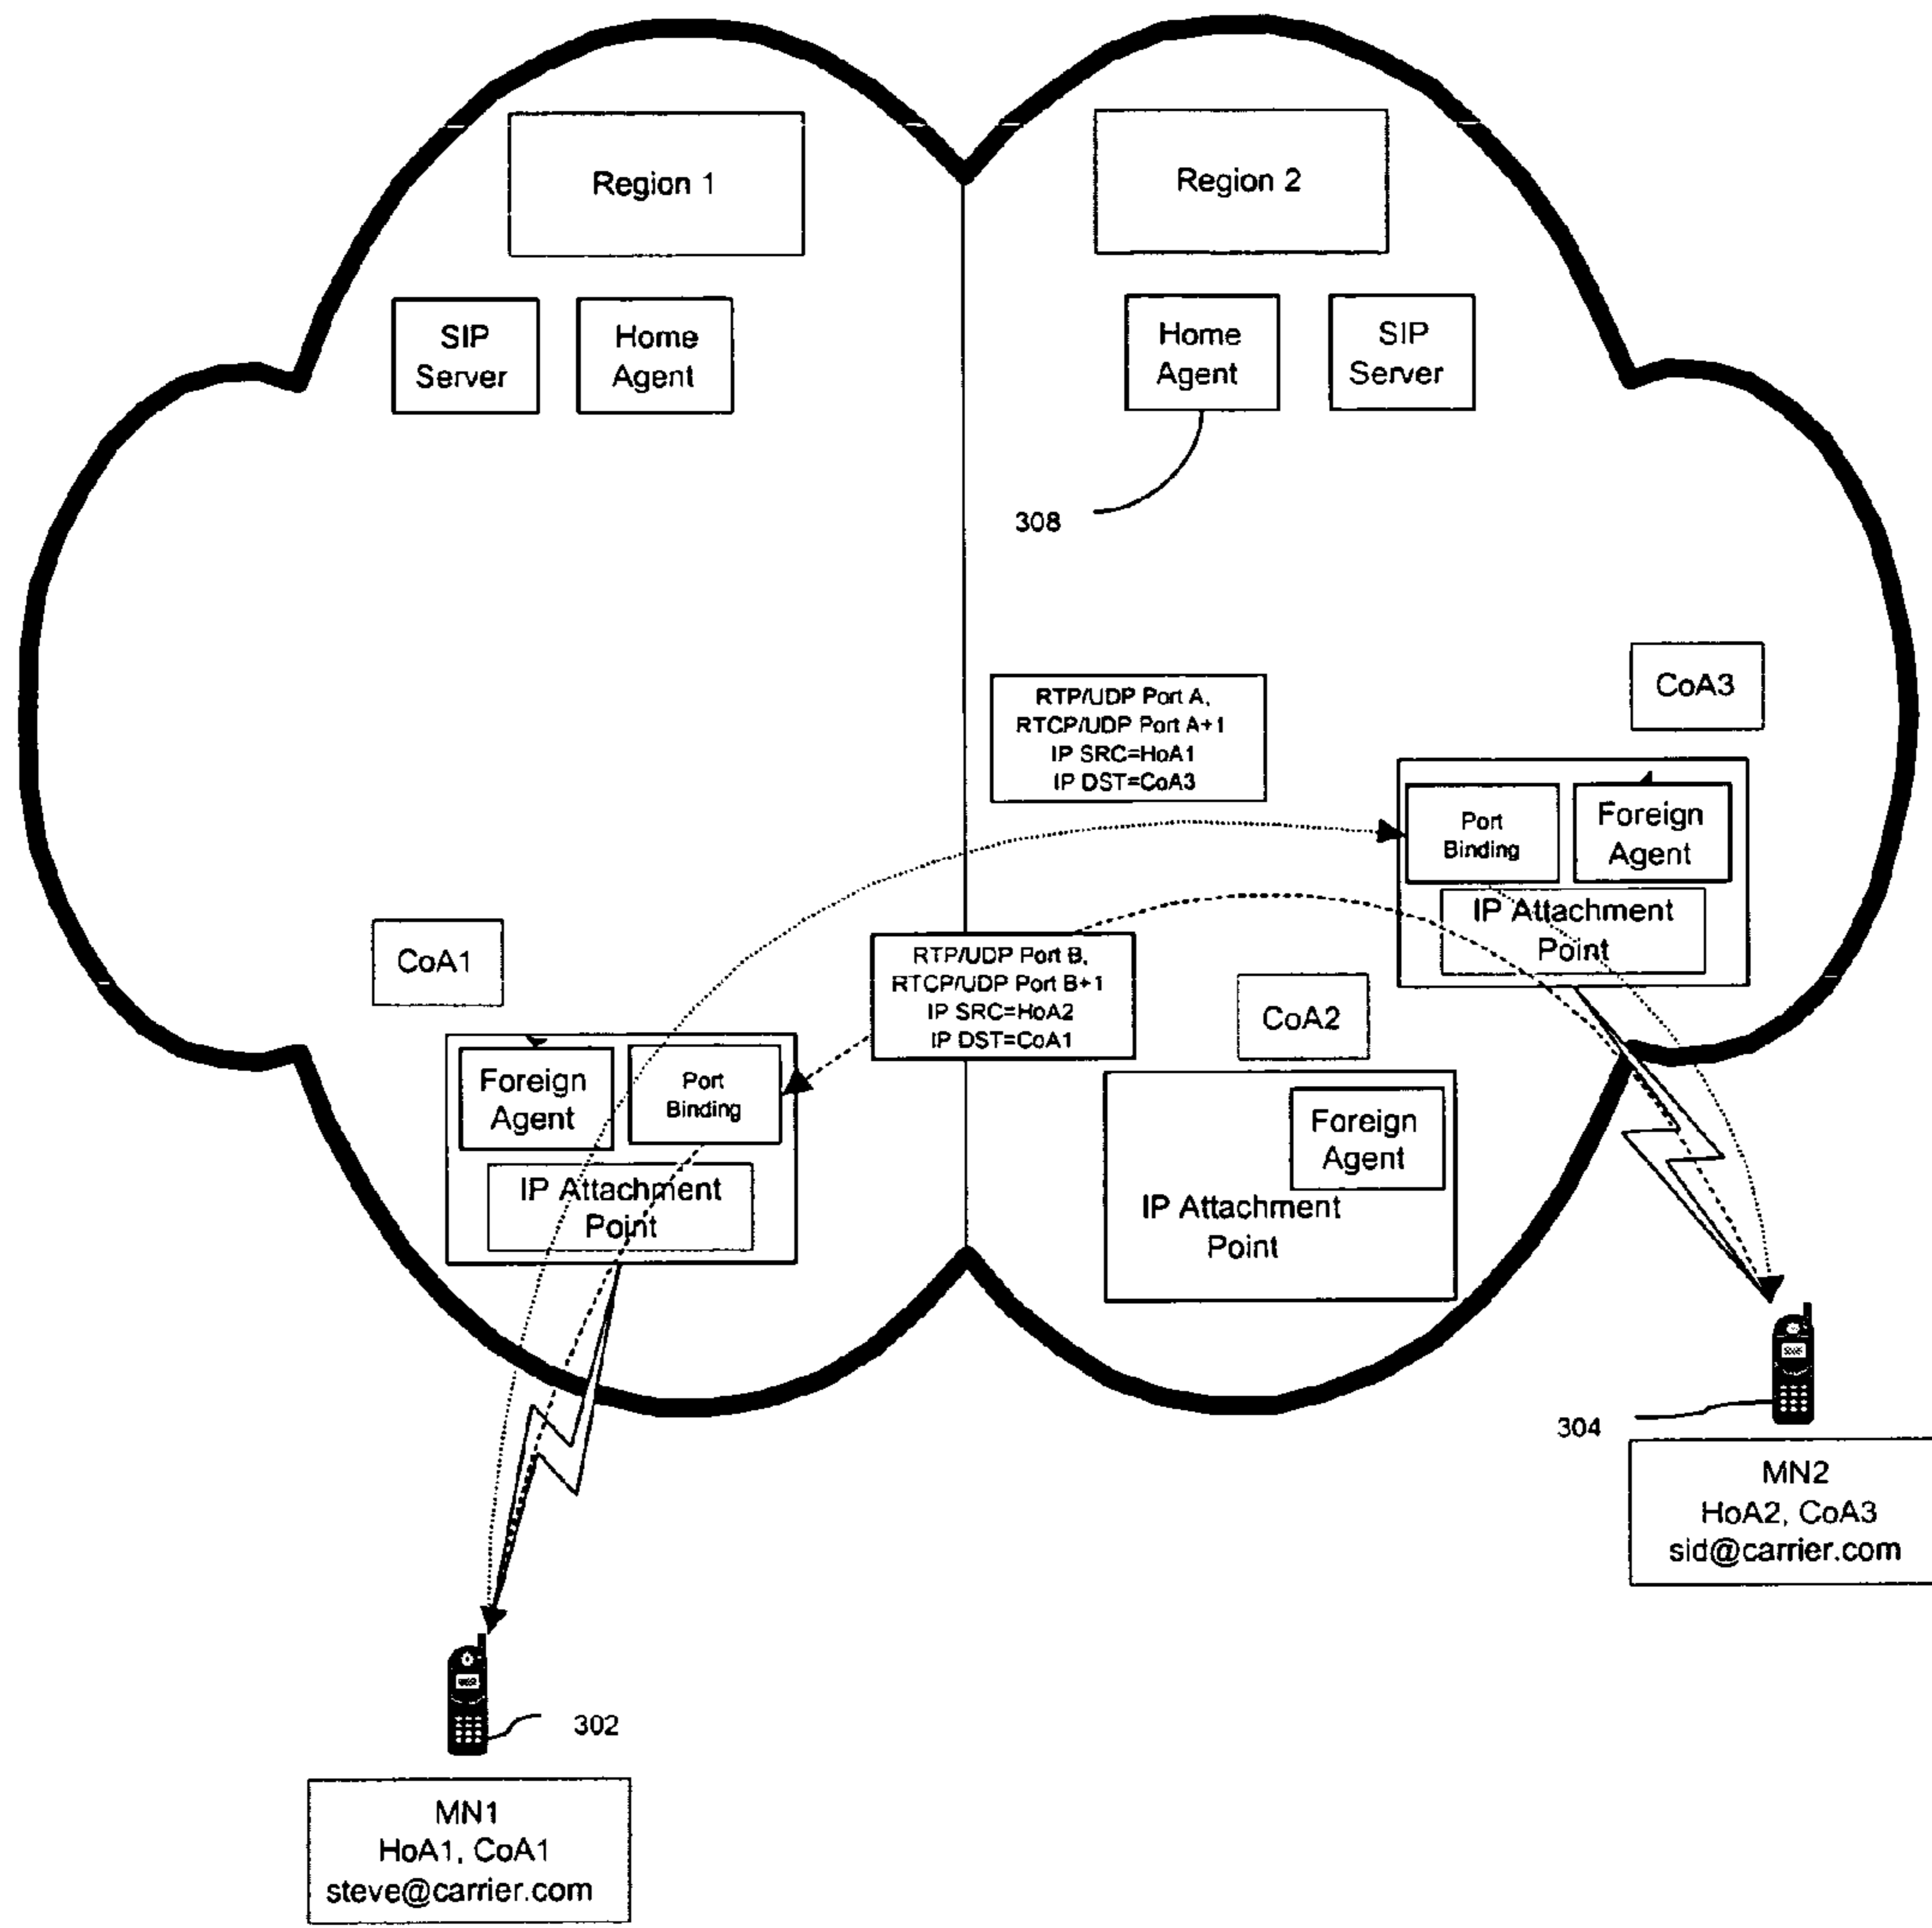 Region 1
Region 2
SIP
Server
Home
Agent
Home
Agent
SIP
Server
308
CoA3
RTP/UDP Port A,
RTCP/UDP Port A+1
IP SRC=HoA1
IP DST=CoA3
Port
Binding
Foreign
Agent
IP Attachment
Point
CoA1
RTP/UDP Port B,
RTCP/UDP Port B+1
IP SRC=HoA2
IP DST=CoA1
CoA2
Foreign
Agent
Port
Binding
IP Attachment
Point
Foreign
Agent
IP Attachment
Point
304
MN2
HoA2, CoA3
sid@carrier.com
302
MN1
HoA1, CoA1
steve@carrier.com